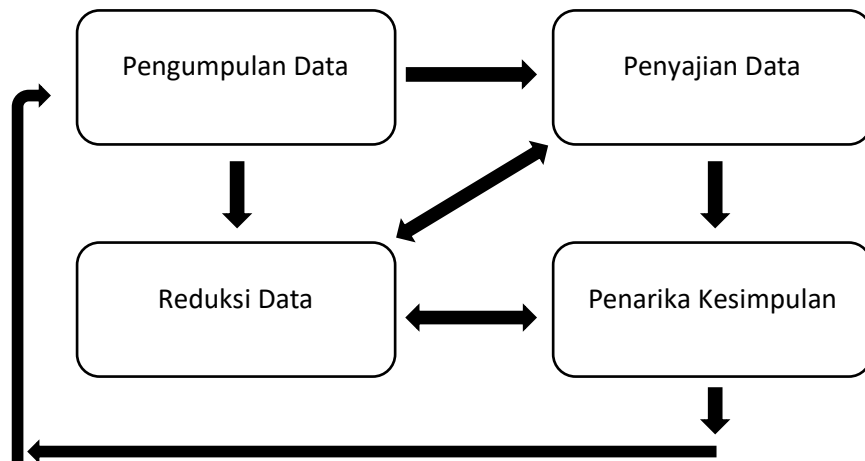 Pengumpulan Data
Penyajian Data
Reduksi Data
Penarika Kesimpulan